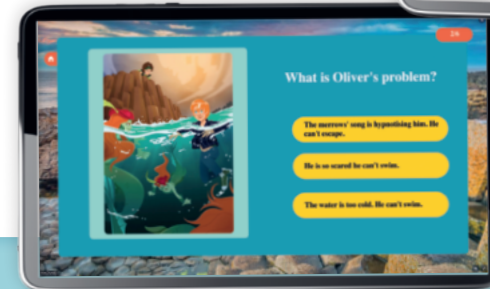 2/4
What is Oliver's problem?
The merrows' song is hypnotising him. He
can't escape.
He is so scared he can't swim.
The water is too cold. He can't swim.